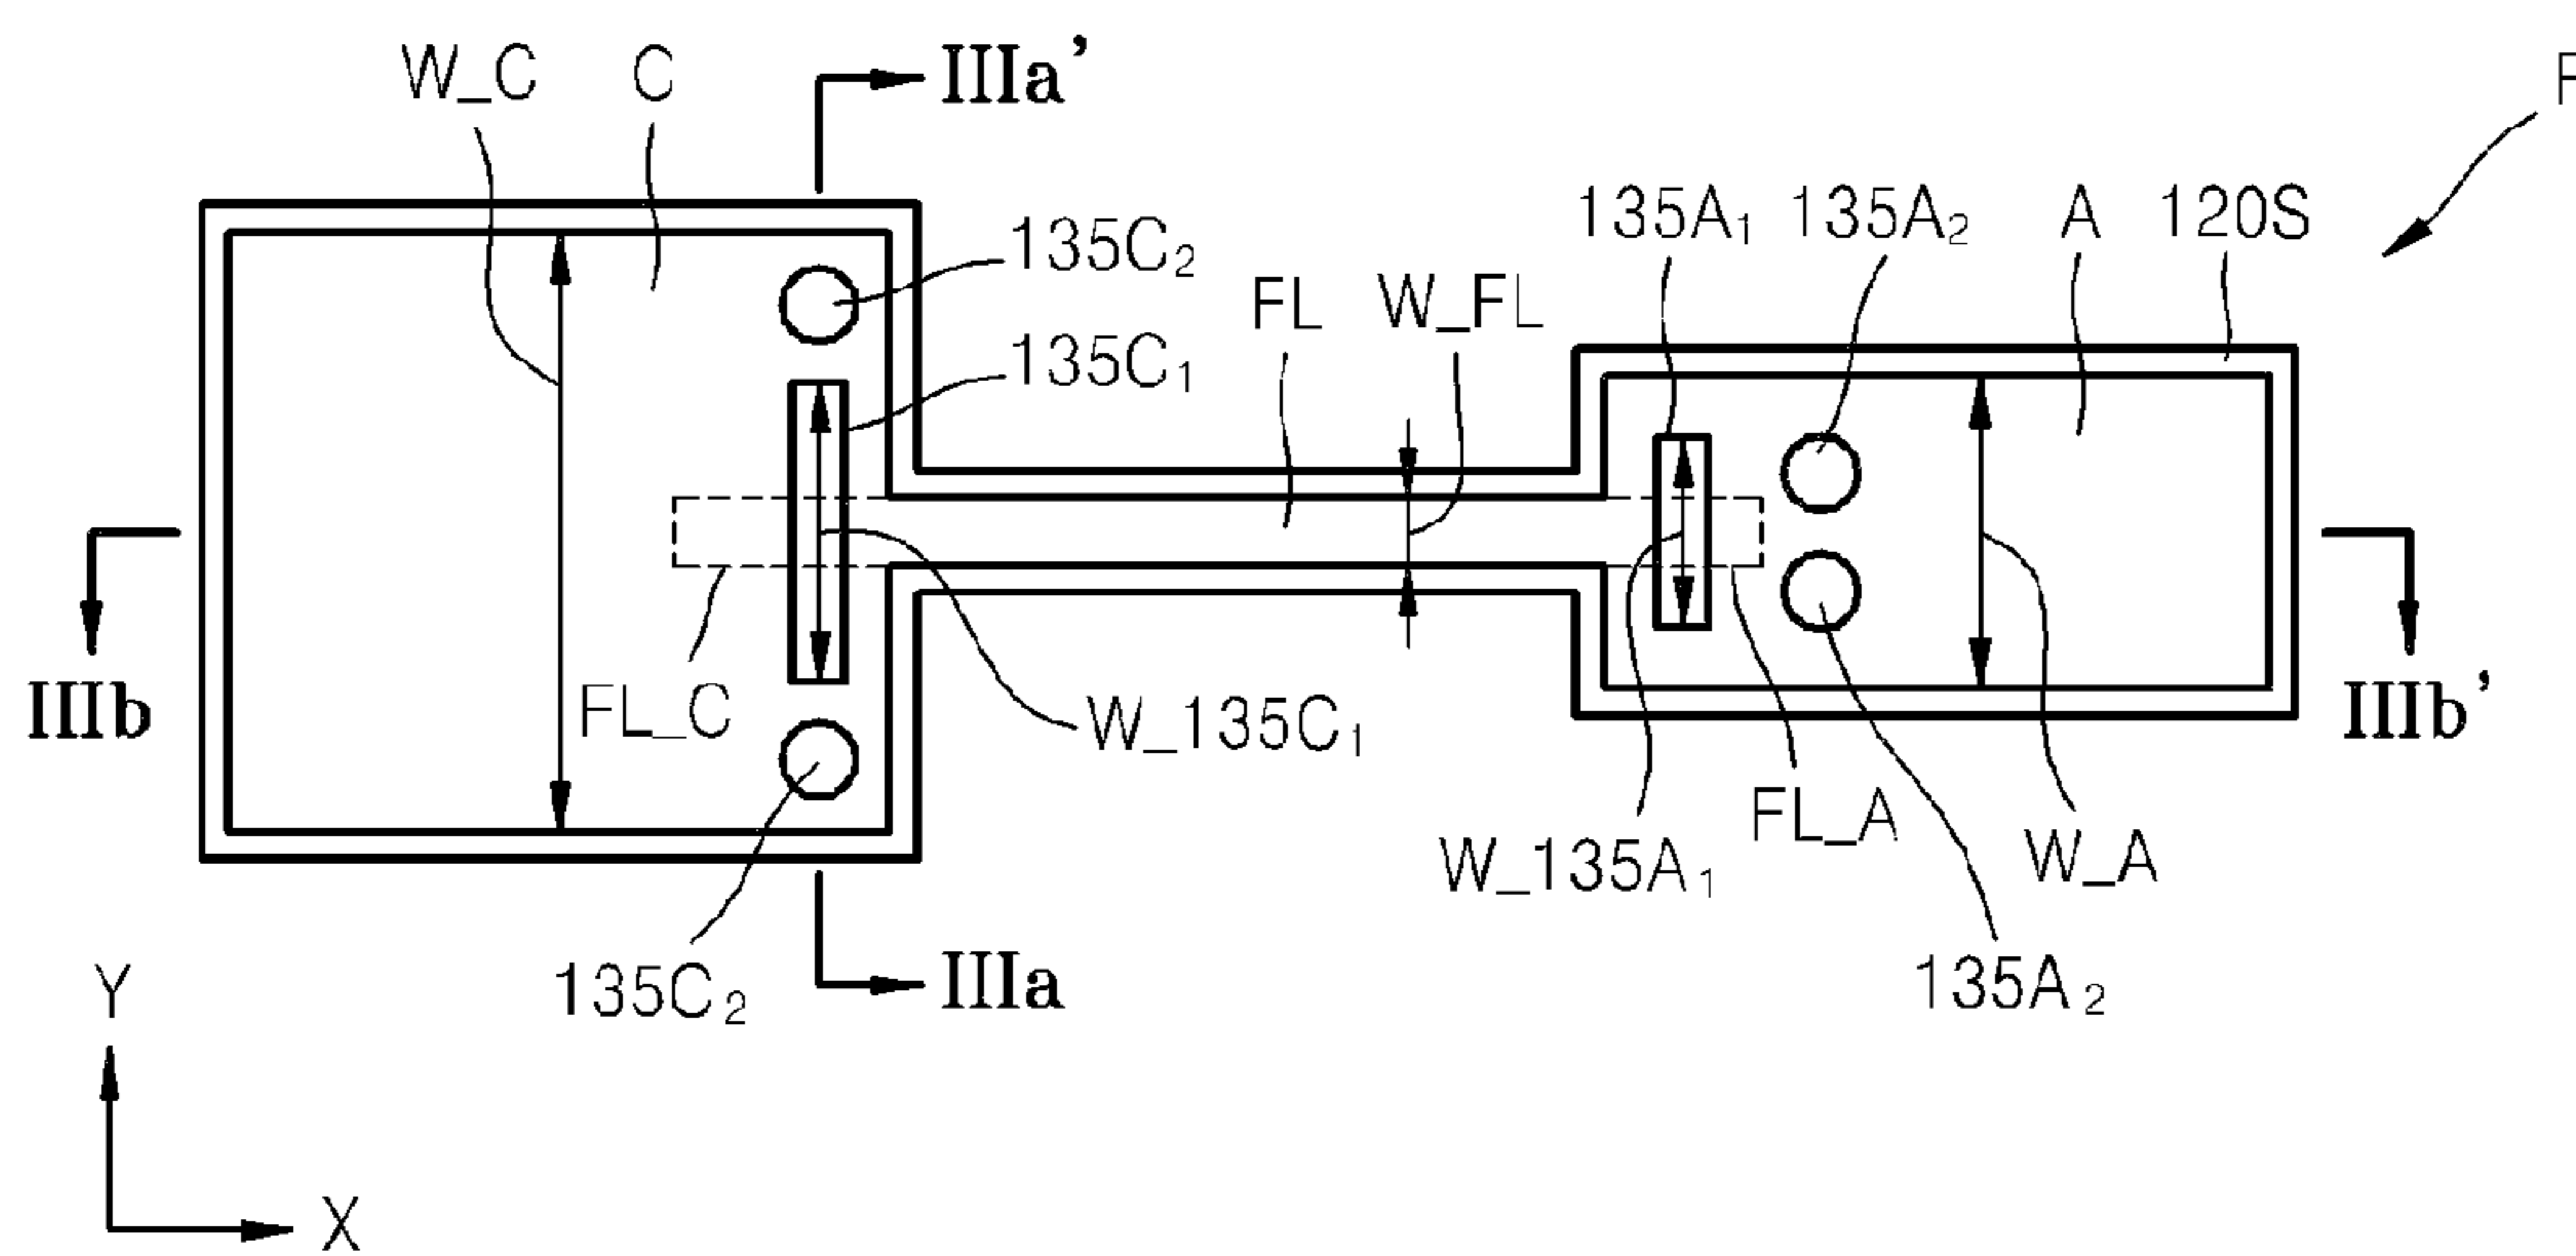 W_C C IIIa’
F
135C₂
135A₁ 135A₂ A 120S
FL W_FL
135C₁
FL_C
W_135C₁
IIIb
IIIb’
W_135A₁
FL_A
W_A
135C₂
IIIa
135A₂
Y
X